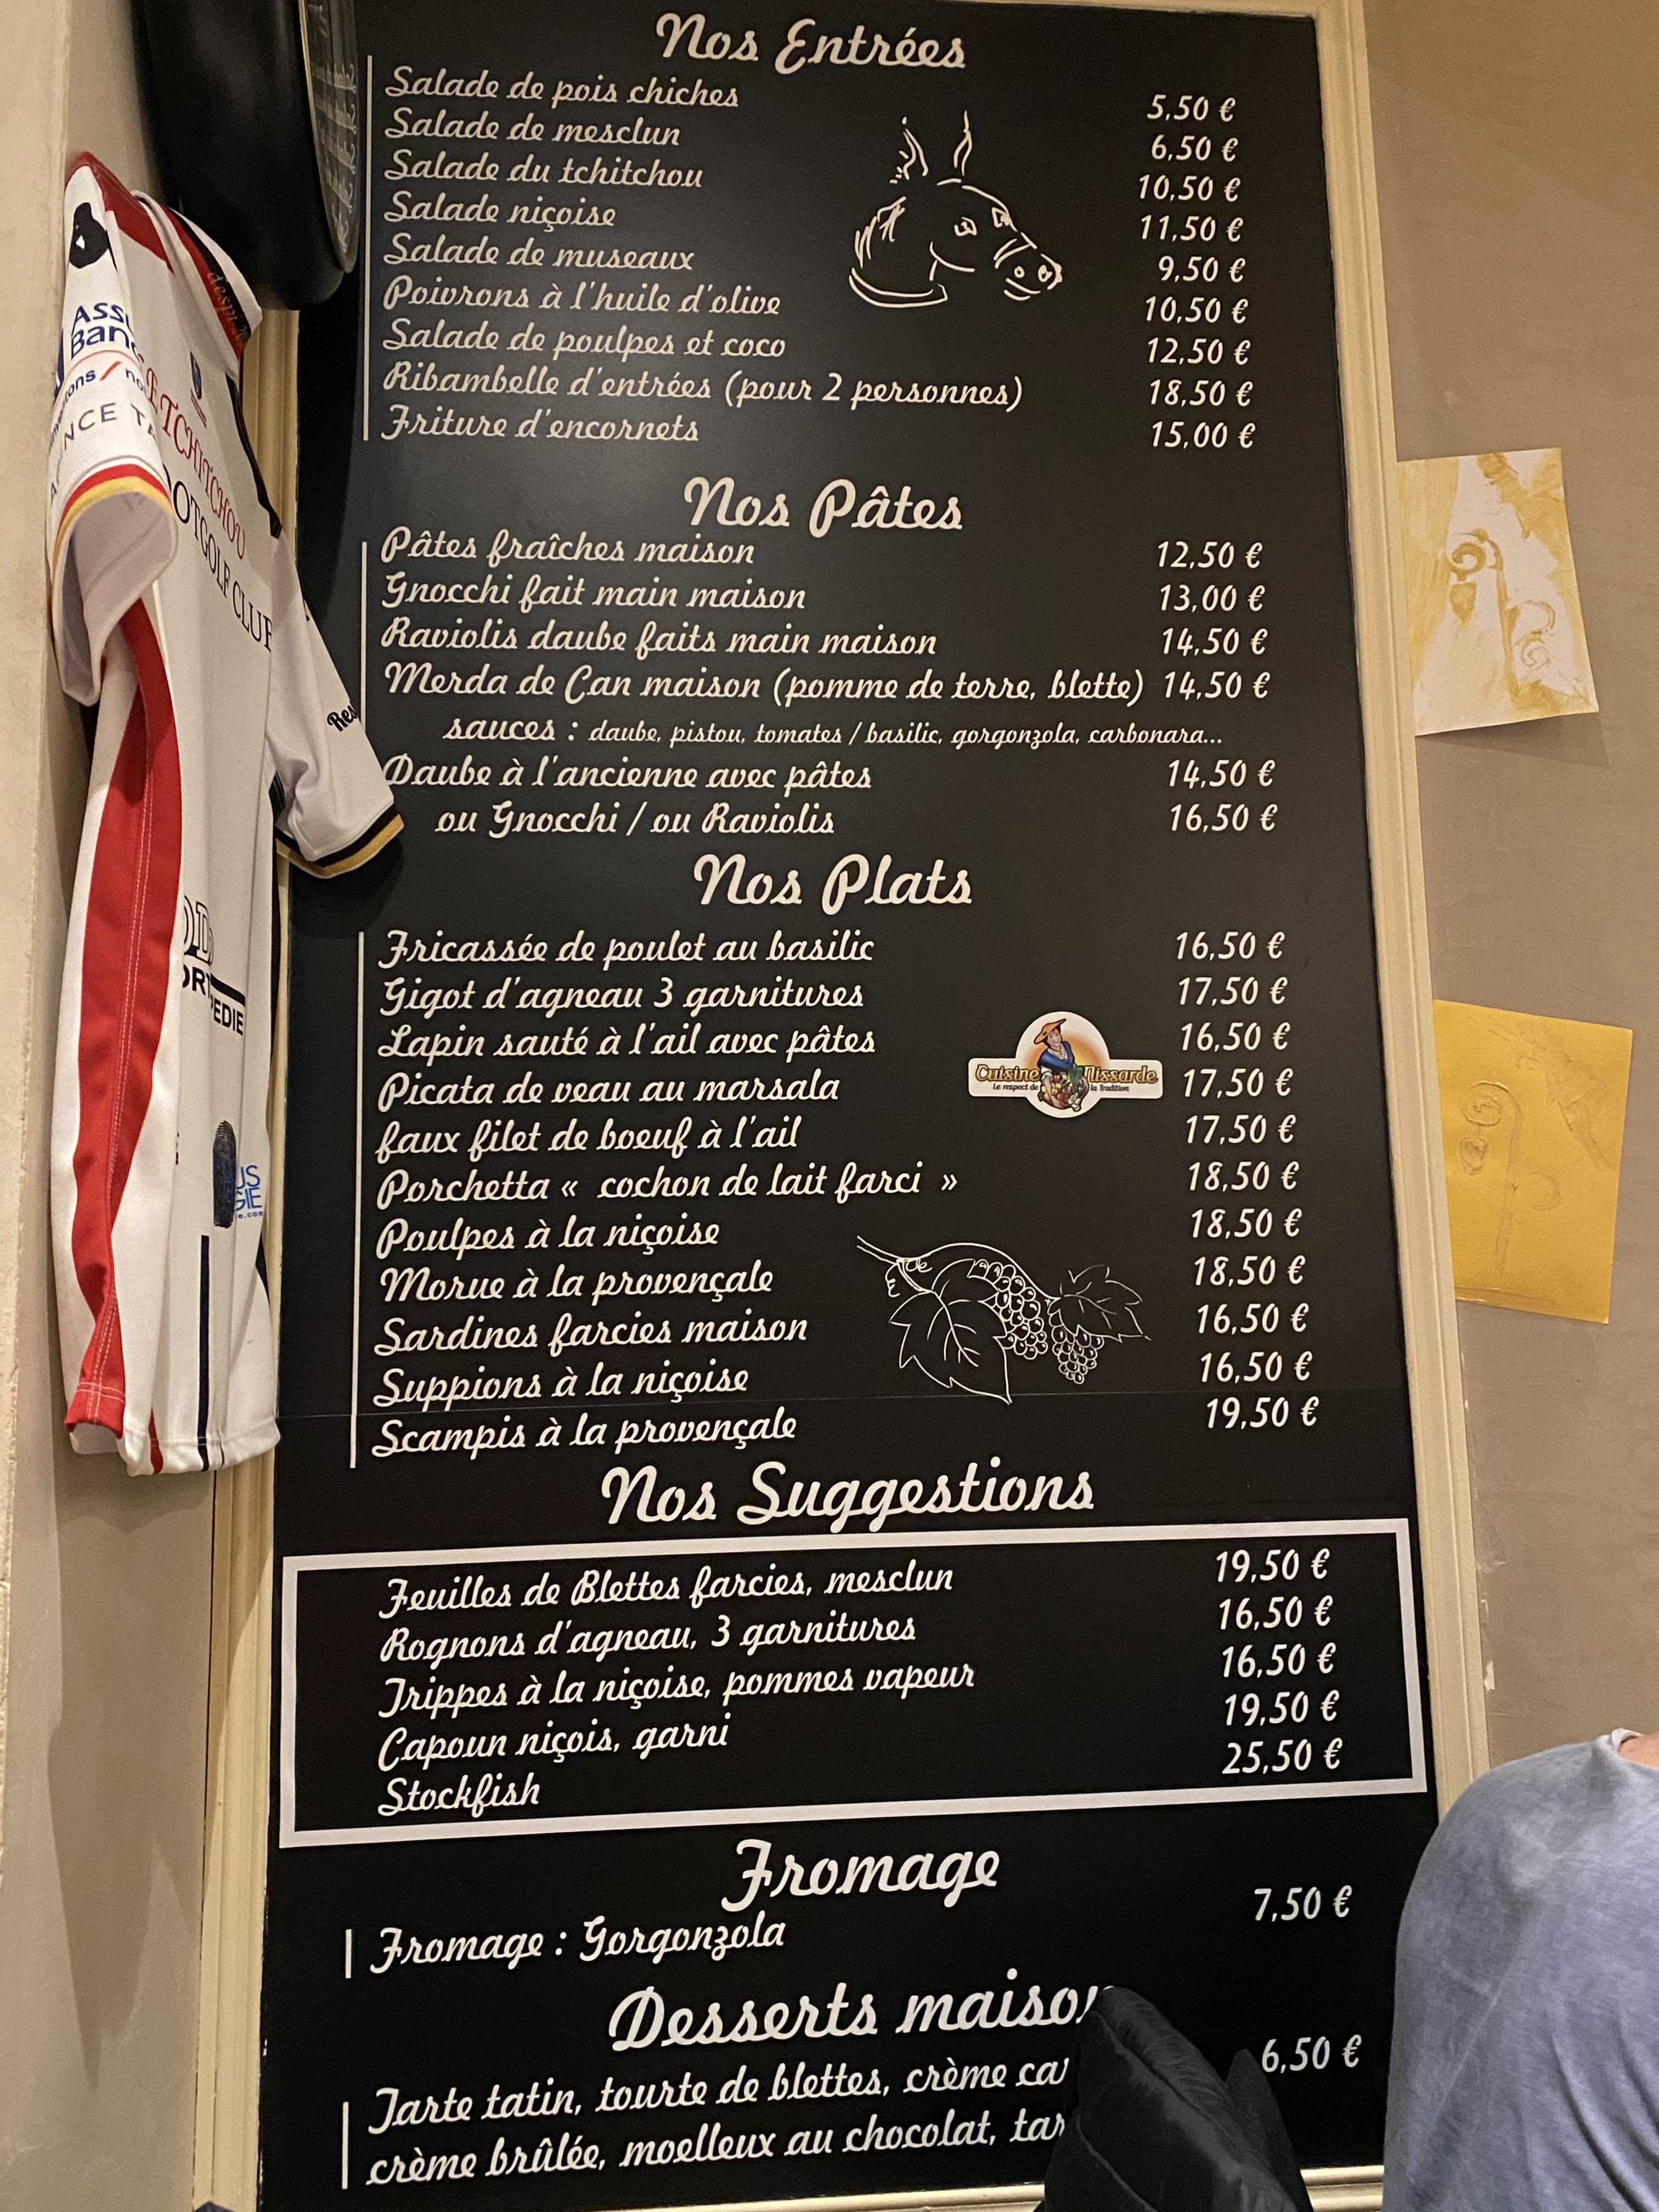 Nos Entrées
Salade de pois chiches 5,50 €
Salade de mesclun 6,50 €
Salade du tchitchou 10,50 €
Salade niçoise 11,50 €
Salade de museaux 9,50 €
Poivrons à l'huile d'olive 10,50 €
Salade de poulpes et coco 12,50 €
Ribambelle d'entrées (pour 2 personnes) 18,50 €
Friture d'encornets 15,00 €
Nos Pâtes
Pâtes fraîches maison 12,50 €
Gnocchi fait main maison 13,00 €
Raviolis daube faits main maison 14,50 €
Merda de Can maison (pomme de terre, blette) 14,50 €
sauces : daube, pistou, tomates / basilic, gorgonzola, carbonara...
Daube à l'ancienne avec pâtes 14,50 €
ou Gnocchi / ou Raviolis 16,50 €
Nos Plats
Fricassée de poulet au basilic 16,50 €
Gigot d'agneau 3 garnitures 17,50 €
Lapin sauté à l'ail avec pâtes 16,50 €
Picata de veau au marsala 17,50 €
faux filet de boeuf à l'ail 17,50 €
Porchetta « cochon de lait farci » 18,50 €
Poulpes à la niçoise 18,50 €
Morue à la provençale 18,50 €
Sardines farcies maison 16,50 €
Suppions à la niçoise 16,50 €
Scampis à la provençale 19,50 €
Cuisine Nissarde
Le respect de la Tradition
Nos Suggestions
Feuilles de Blettes farcies, mesclun 19,50 €
Rognons d'agneau, 3 garnitures 16,50 €
Trippes à la niçoise, pommes vapeur 16,50 €
Capoun niçois, garni 19,50 €
Stockfish 25,50 €
Fromage
Fromage : Gorgonzola 7,50 €
Desserts maison
Tarte tatin, tourte de blettes, crème 6,50 €
crème brûlée, moelleux au chocolat,
TCHITCHOU
CLUB